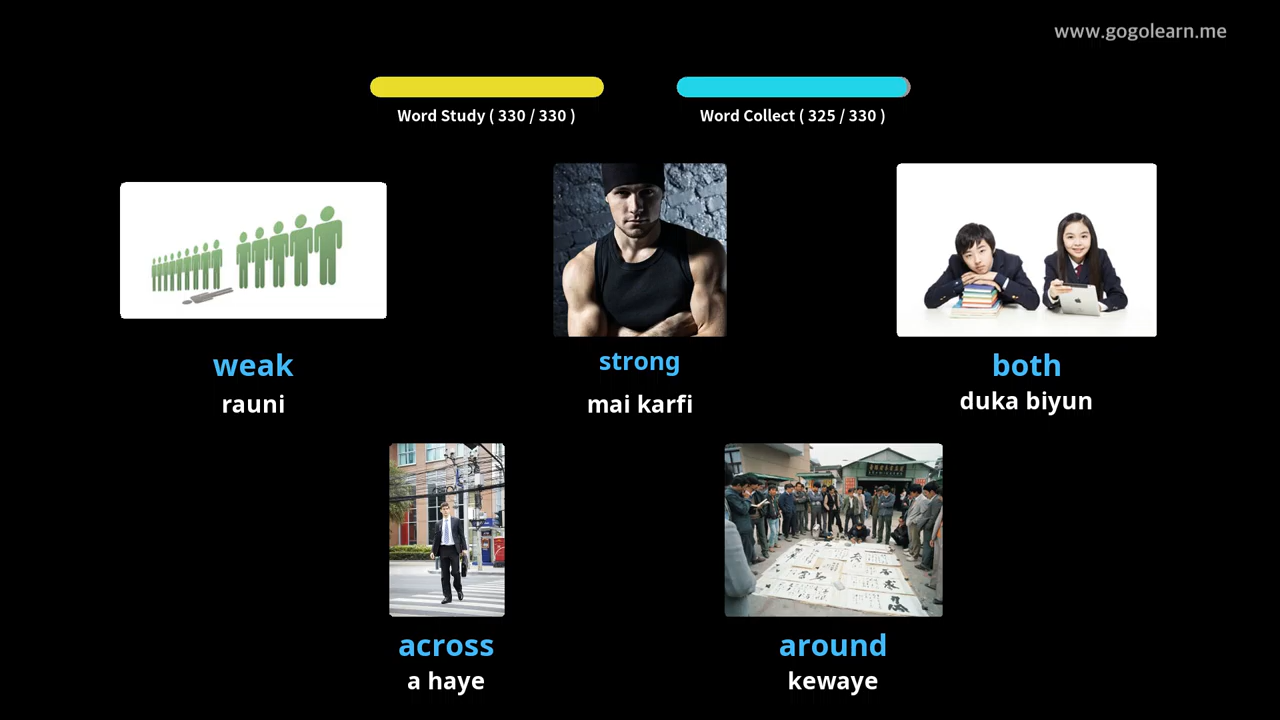 www.gogolearn.me
Word Study ( 330 / 330 )
Word Collect ( 325 / 330 )
weak
rauni
strong
mai karfi
both
duka biyun
across
a haye
around
kewaye